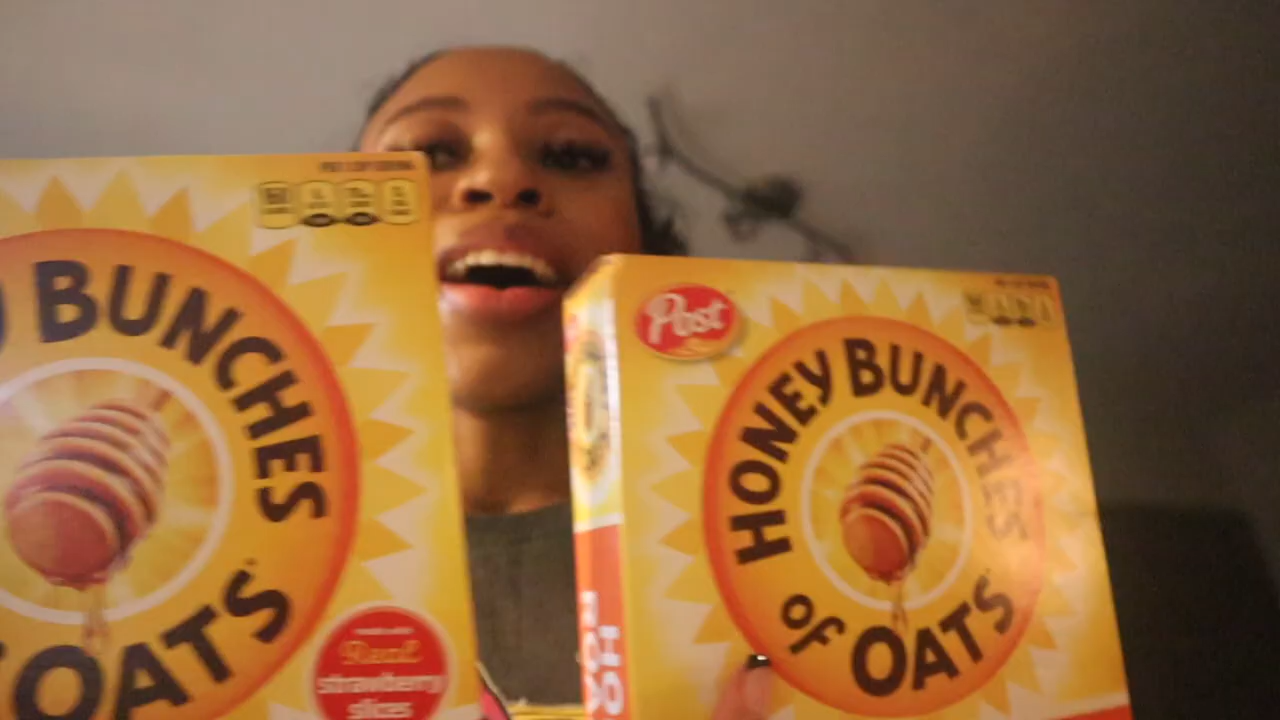 BUNCHES
OATS
Real
strawberry
slices
Post
HONEY BUNCHES
of OATS